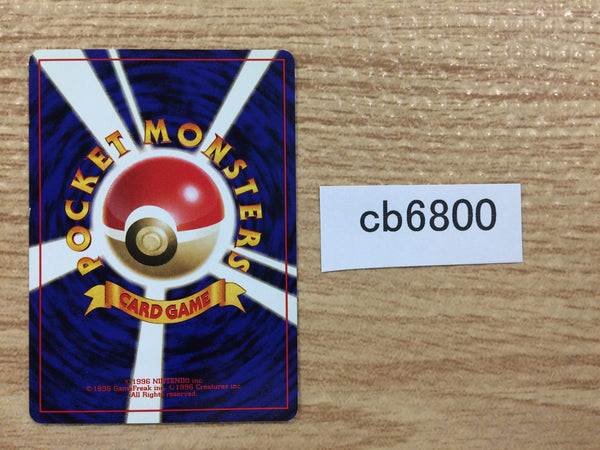 POCKET MONSTERS
CARD GAME
©1996 NINTENDO inc.
©1996 GameFreak inc. ©1996 Creatures inc.
All Rights reserved.
cb6800